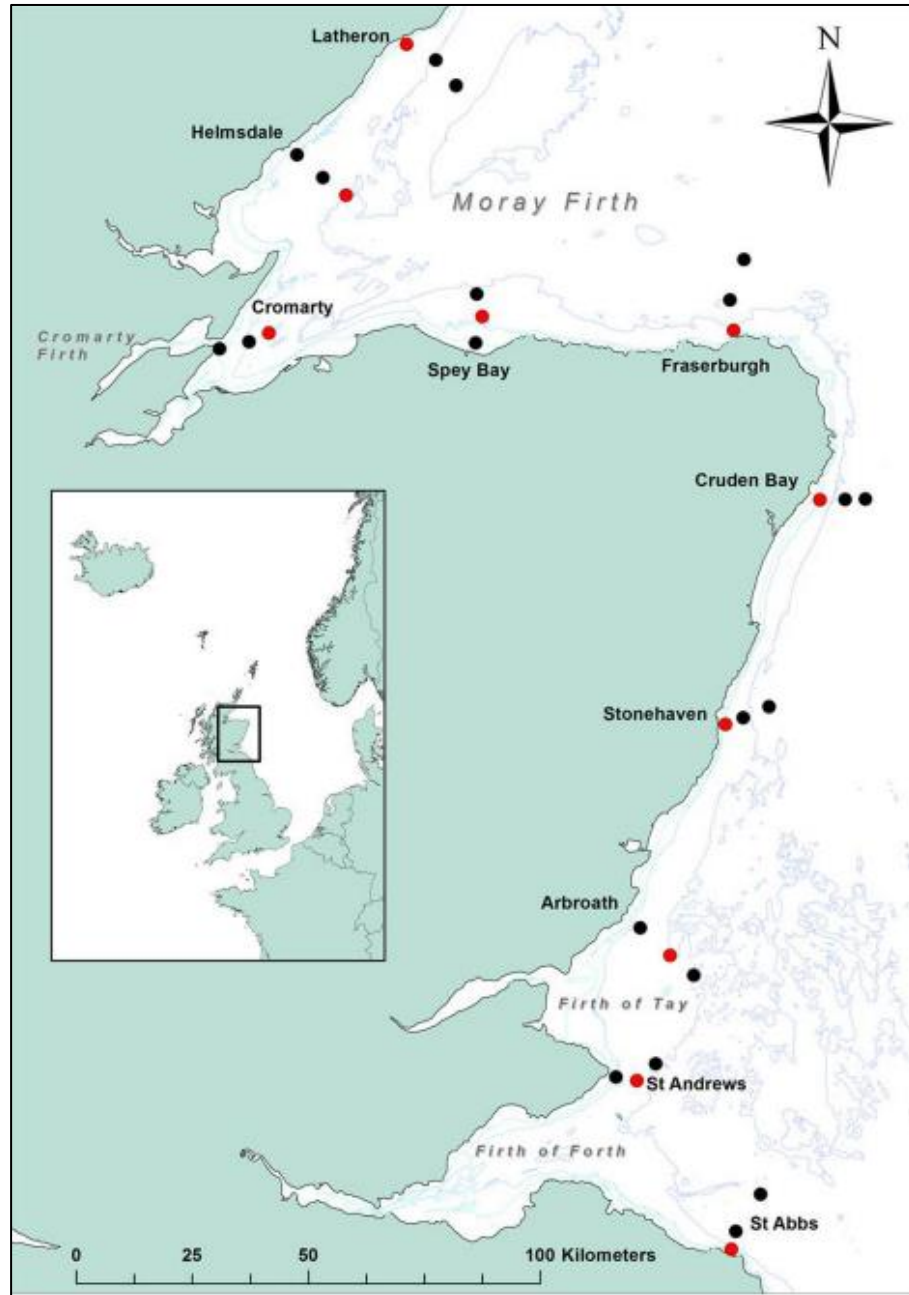 Latheron
N
Helmsdale
Moray Firth
Cromarty
Cromarty
Firth
Spey Bay
Fraserburgh
Cruden Bay
Stonehaven
Arbroath
Firth of Tay
St Andrews
Firth of Forth
St Abbs
0 25 50 100 Kilometers